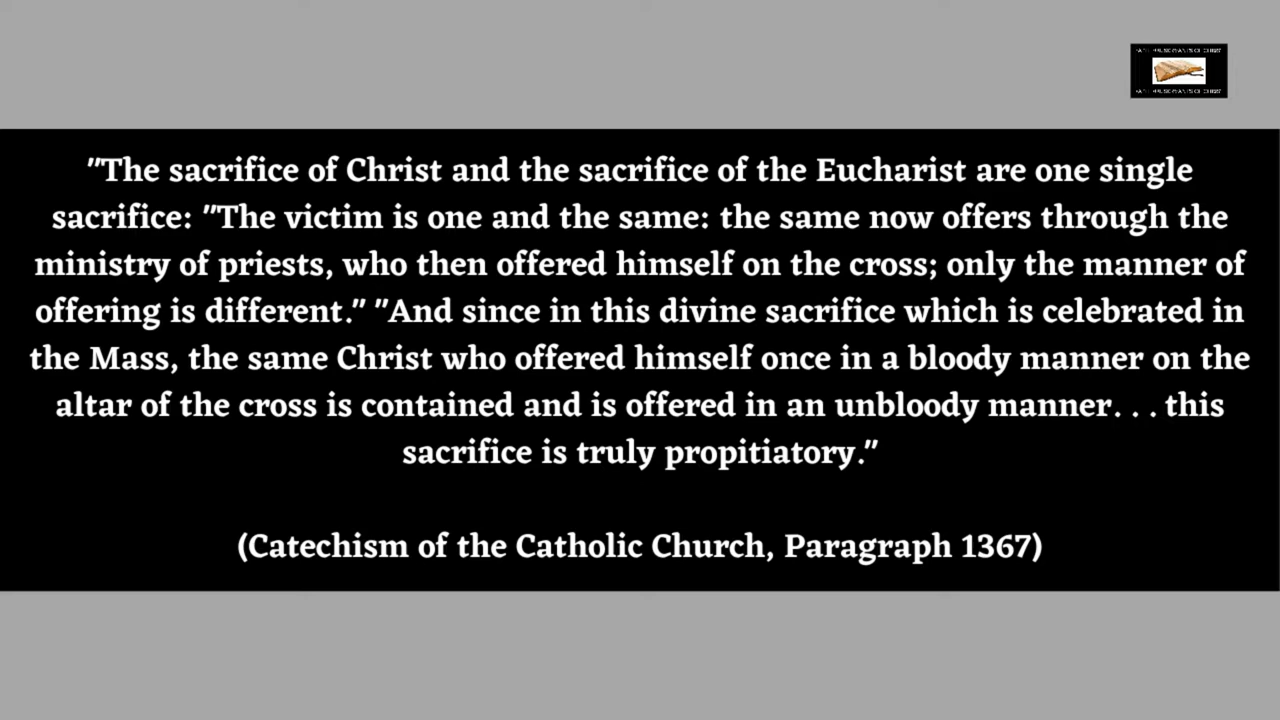 "The sacrifice of Christ and the sacrifice of the Eucharist are one single
sacrifice: "The victim is one and the same: the same now offers through the
ministry of priests, who then offered himself on the cross; only the manner of
offering is different." "And since in this divine sacrifice which is celebrated in
the Mass, the same Christ who offered himself once in a bloody manner on the
altar of the cross is contained and is offered in an unbloody manner. . . this
sacrifice is truly propitiatory."
(Catechism of the Catholic Church, Paragraph 1367)